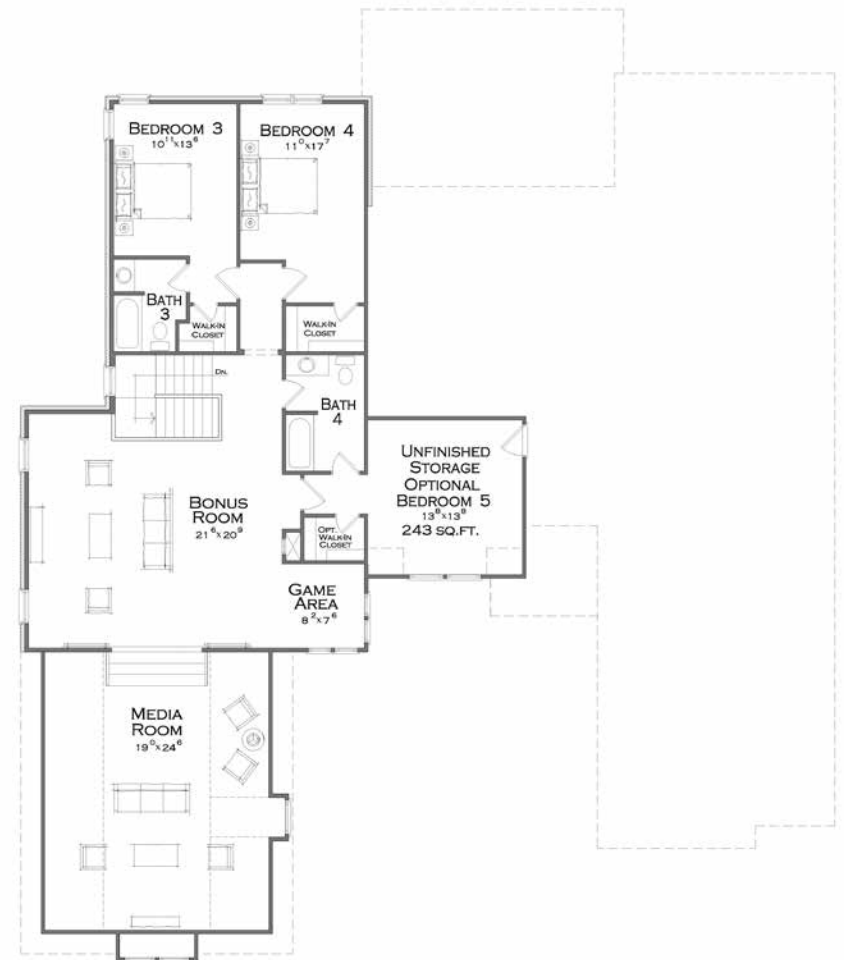 BEDROOM 3
10¹¹x13⁶
BEDROOM 4
11⁰x17⁷
BATH
3
WALK-IN
CLOSET
WALK-IN
CLOSET
DN.
BATH
4
UNFINISHED
STORAGE
OPTIONAL
BEDROOM 5
13⁸x13⁸
243 SQ.FT.
BONUS
ROOM
21⁶x20⁹
OPT.
WALK-IN
CLOSET
GAME
AREA
8²x7⁶
MEDIA
ROOM
19⁰x24⁶